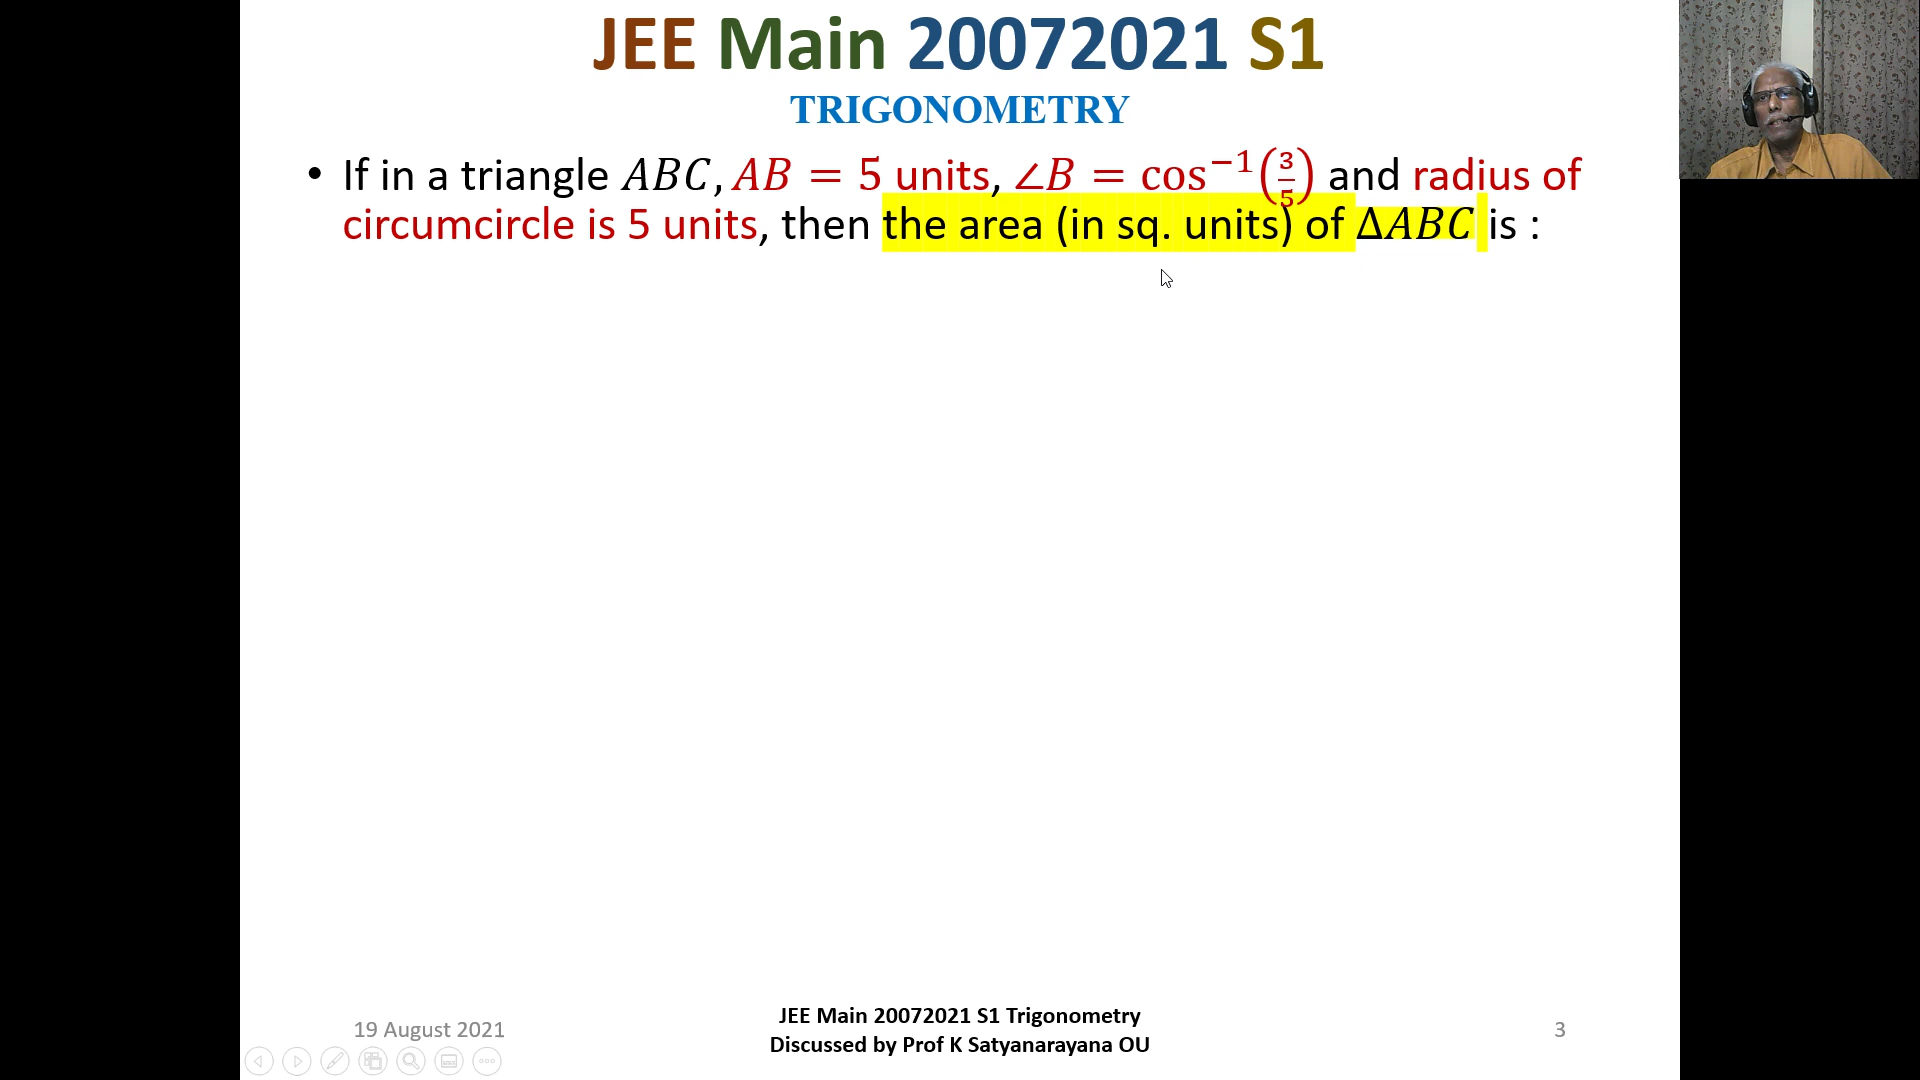 JEE Main 20072021 S1
TRIGONOMETRY
• If in a triangle ABC, AB = 5 units, ∠B = cos⁻¹(3/5) and radius of
circumcircle is 5 units, then the area (in sq. units) of ΔABC is :
19 August 2021
JEE Main 20072021 S1 Trigonometry
Discussed by Prof K Satyanarayana OU
3